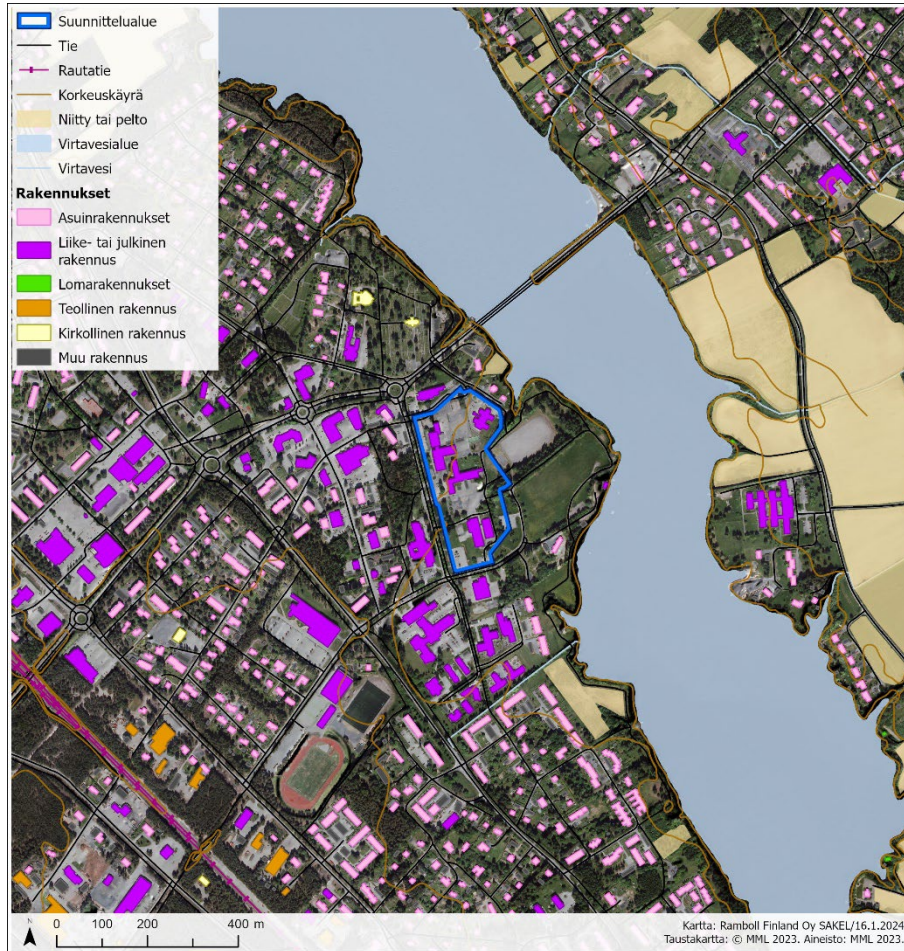 Suunnittelualue
Tie
Rautatie
Korkeuskäyrä
Niitty tai pelto
Virtavesialue
Virtavesi
Rakennukset
Asuinrakennukset
Liike- tai julkinen
rakennus
Lomarakennukset
Teollinen rakennus
Kirkollinen rakennus
Muu rakennus
N
0 100 200 400 m
Kartta: Ramboll Finland Oy SAKEL/16.1.2024
Taustakartta: © MML 2023. Aineisto: MML 2023.